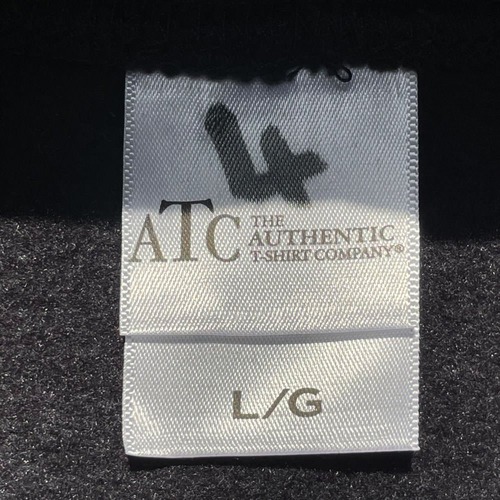 4
ATC THE
AUTHENTIC
T-SHIRT COMPANY®
L/G